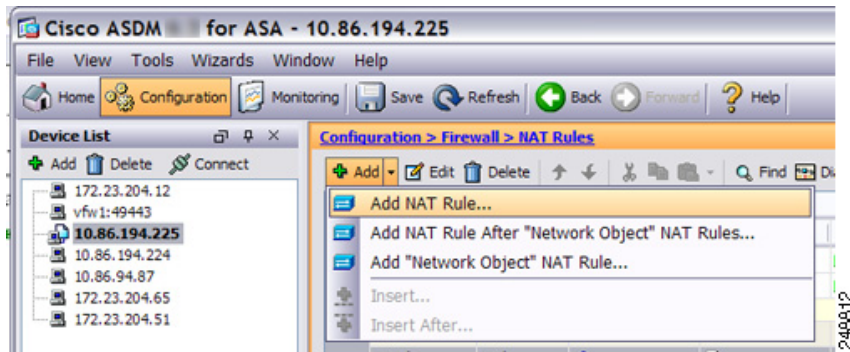 Cisco ASDM for ASA - 10.86.194.225
File View Tools Wizards Window Help
Home Configuration Monitoring Save Refresh Back Forward Help
Device List
Add Delete Connect
172.23.204.12
vfw1:49443
10.86.194.225
10.86.194.224
10.86.94.87
172.23.204.65
172.23.204.51
Configuration > Firewall > NAT Rules
Add Edit Delete Find Di
Add NAT Rule...
Add NAT Rule After "Network Object" NAT Rules...
Add "Network Object" NAT Rule...
Insert...
Insert After...
248812